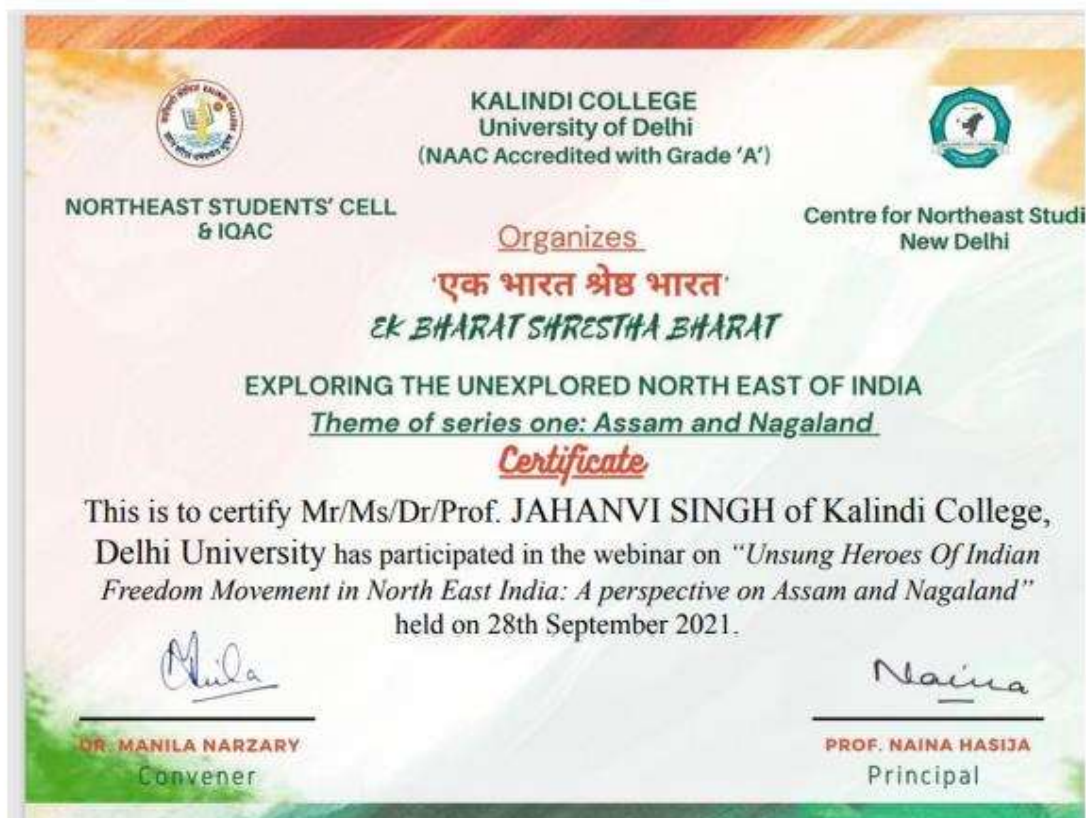 KALINDI COLLEGE
University of Delhi
(NAAC Accredited with Grade ‘A’)
NORTHEAST STUDENTS’ CELL
& IQAC
Centre for Northeast Studi
New Delhi
Organizes
'एक भारत श्रेष्ठ भारत'
EK BHARAT SHRESTHA BHARAT
EXPLORING THE UNEXPLORED NORTH EAST OF INDIA
Theme of series one: Assam and Nagaland
Certificate
This is to certify Mr/Ms/Dr/Prof. JAHANVI SINGH of Kalindi College,
Delhi University has participated in the webinar on “Unsung Heroes Of Indian
Freedom Movement in North East India: A perspective on Assam and Nagaland”
held on 28th September 2021.
Naina
DR. MANILA NARZARY
Convener
PROF. NAINA HASIJA
Principal